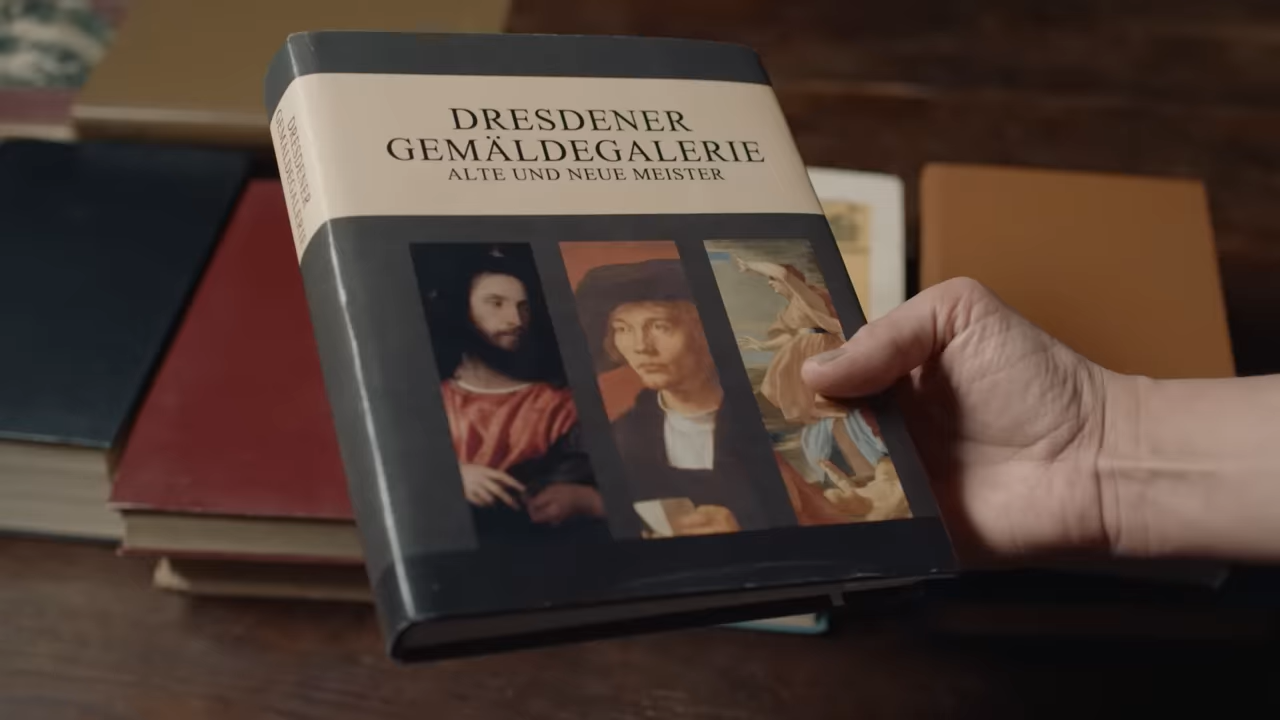 DRESDENER
GEMÄLDEGALERIE
ALTE UND NEUE MEISTER
DRESDENER
GEMÄLDEGALERIE